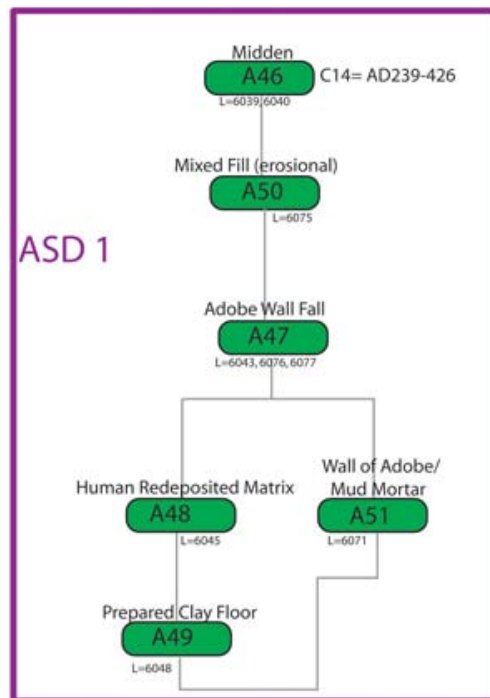 Midden
A46
C14= AD239-426
L=6039,6040
Mixed Fill (erosional)
A50
L=6075
ASD 1
Adobe Wall Fall
A47
L=6043,6076,6077
Human Redeposited Matrix
A48
L=6045
Wall of Adobe/
Mud Mortar
A51
L=6071
Prepared Clay Floor
A49
L=6048